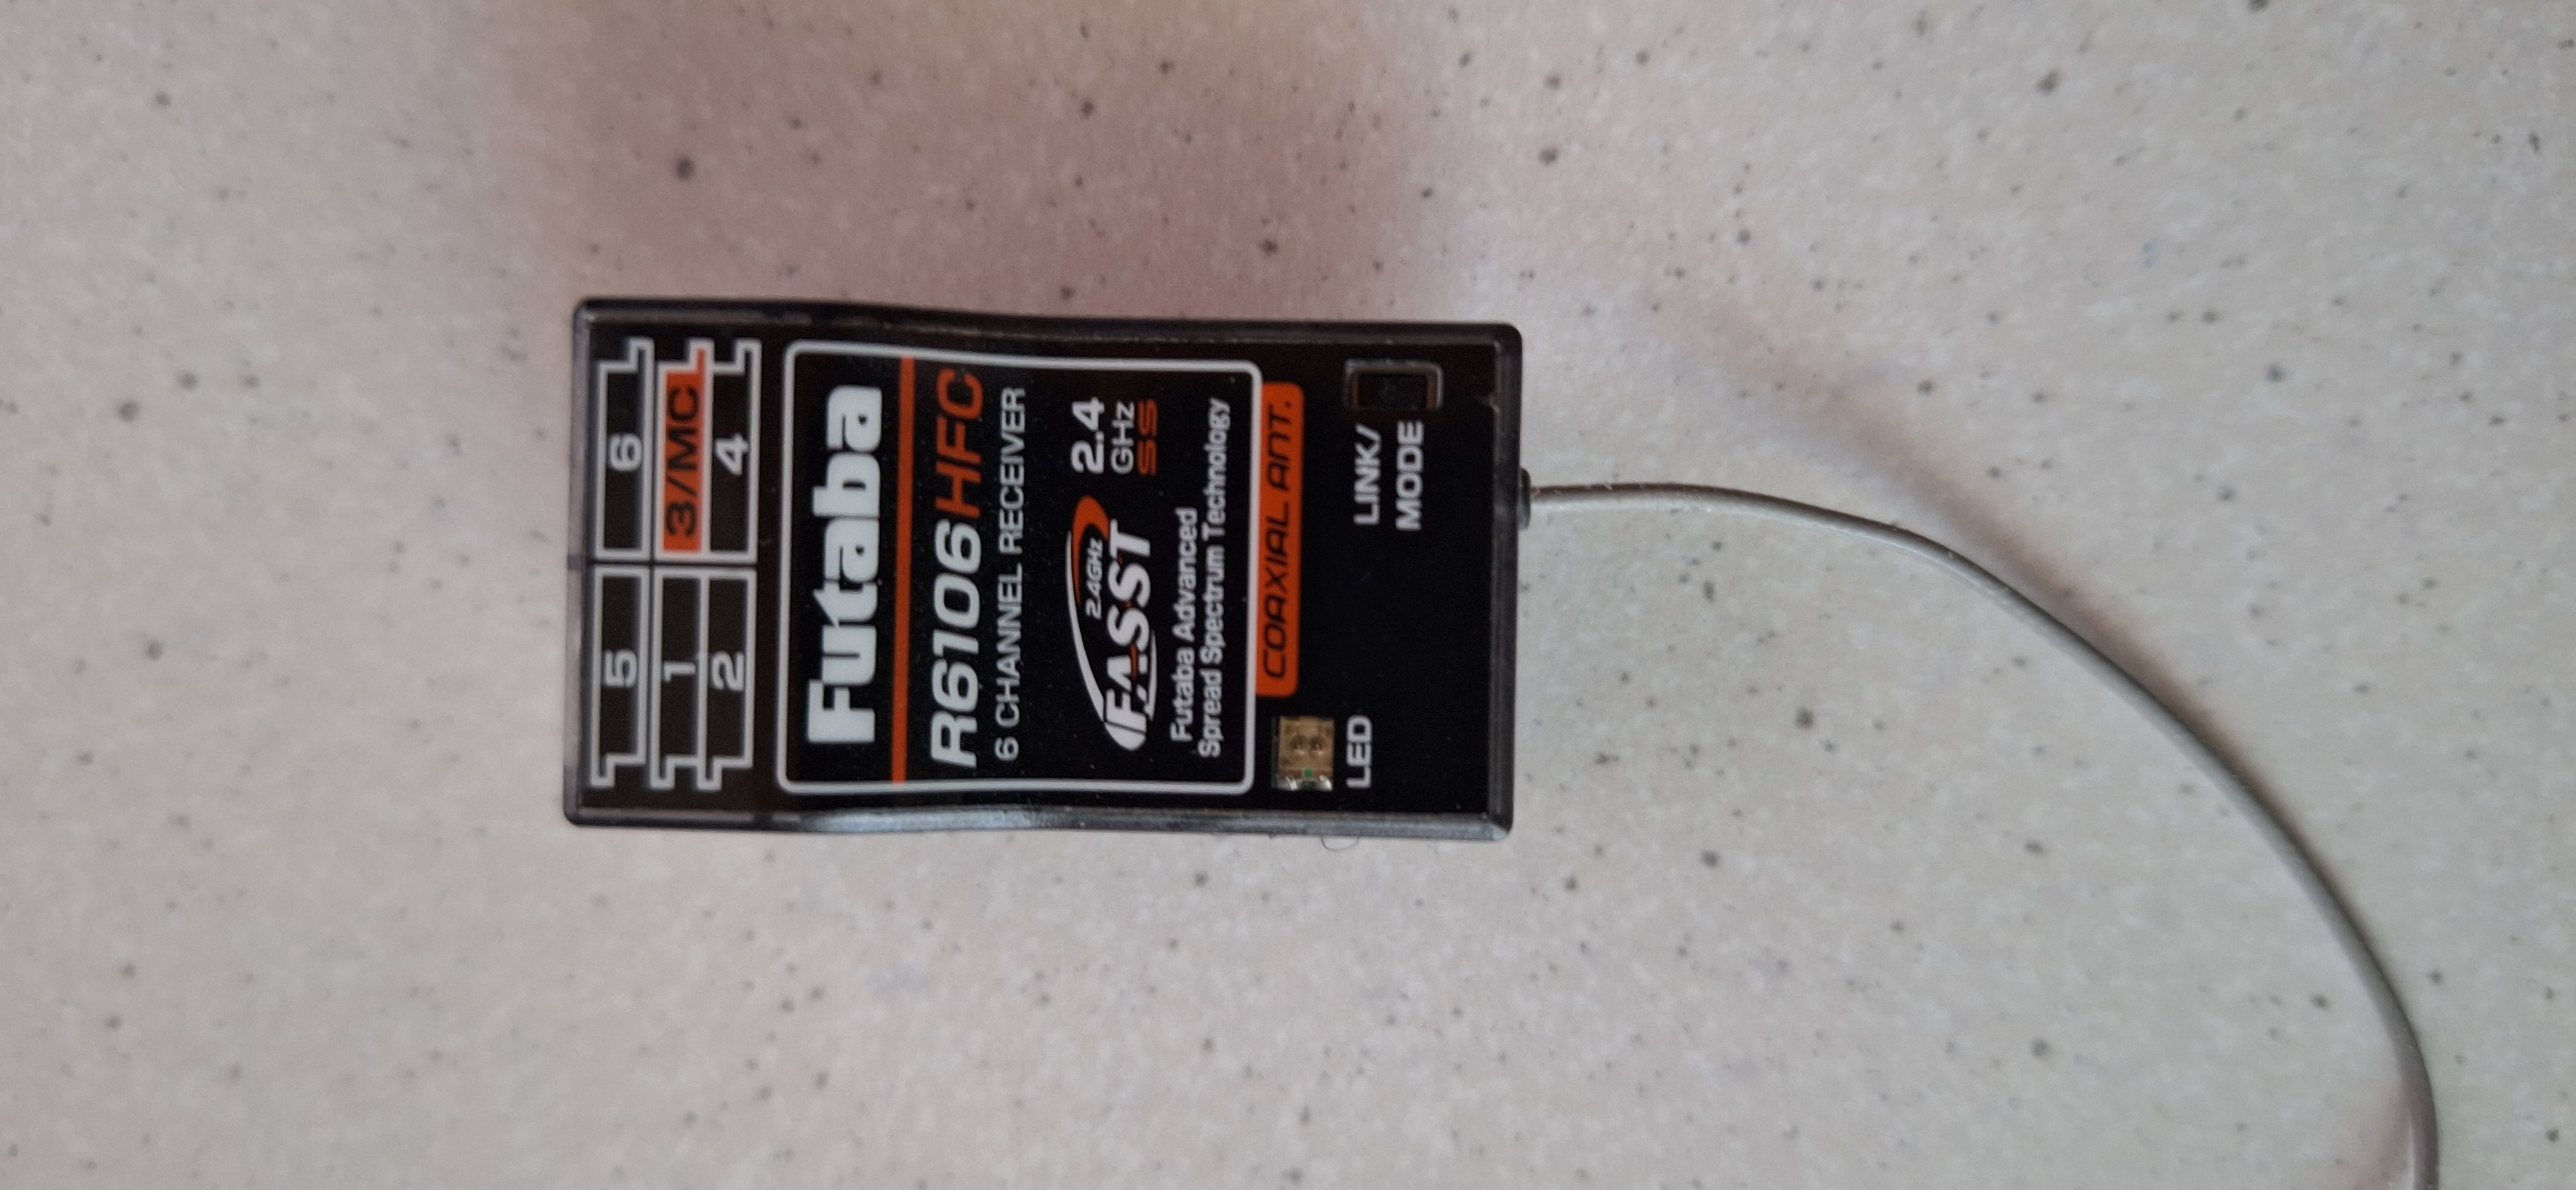 6
3/MC
4
5
1
2
Futaba
R6106HFC
6 CHANNEL RECEIVER
2.4GHz
FASST
2.4
GHz
SS
Futaba Advanced
Spread Spectrum Technology
COAXIAL ANT.
LED
LINK/
MODE